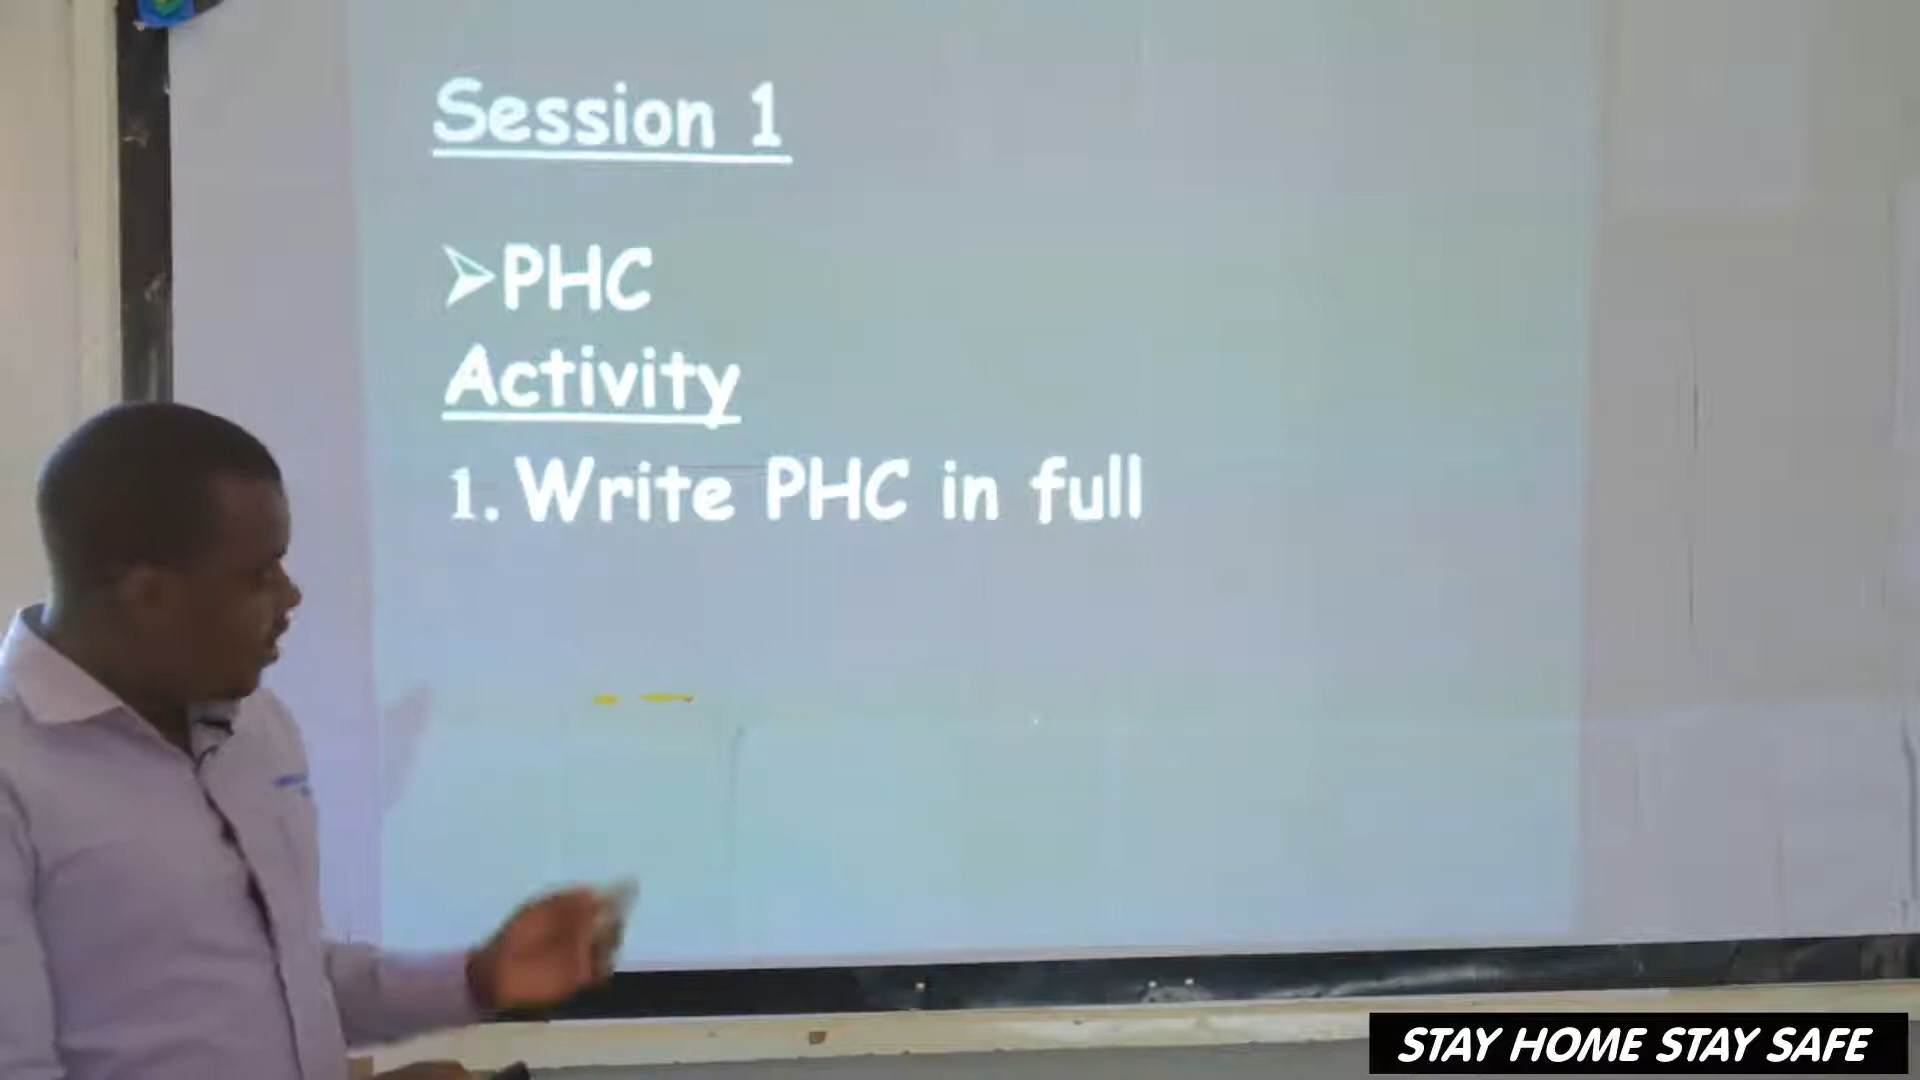 Session 1
➢PHC
Activity
1. Write PHC in full
STAY HOME STAY SAFE